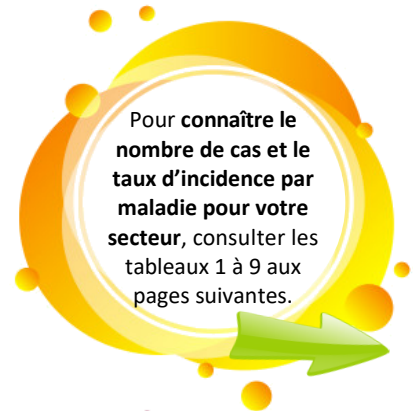 Pour connaître le
nombre de cas et le
taux d’incidence par
maladie pour votre
secteur, consulter les
tableaux 1 à 9 aux
pages suivantes.